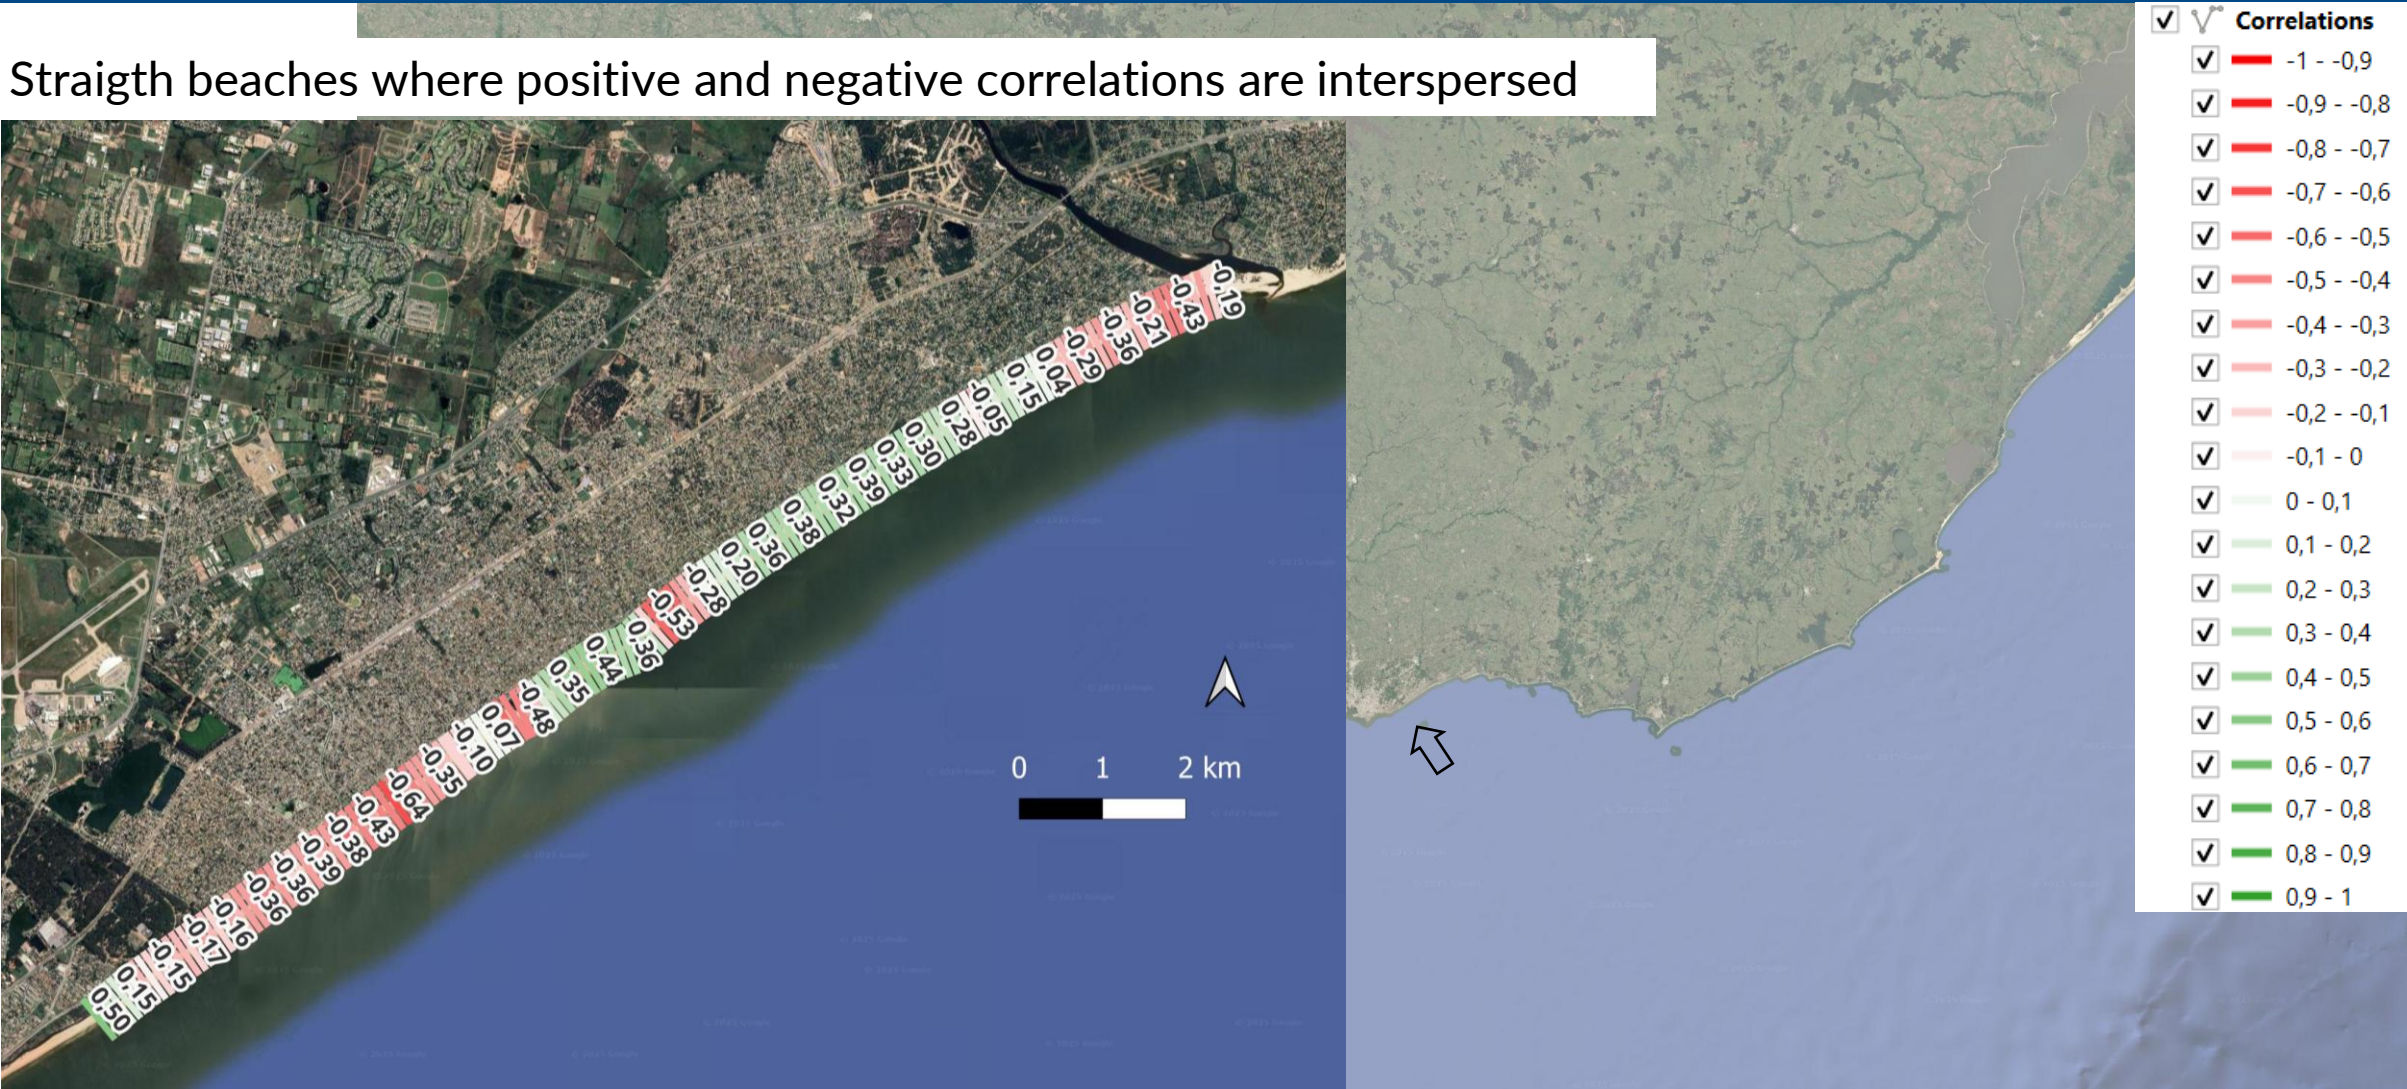 Straigth beaches where positive and negative correlations are interspersed
Correlations
-1 - -0,9
-0,9 - -0,8
-0,8 - -0,7
-0,7 - -0,6
-0,6 - -0,5
-0,5 - -0,4
-0,4 - -0,3
-0,3 - -0,2
-0,2 - -0,1
-0,1 - 0
0 - 0,1
0,1 - 0,2
0,2 - 0,3
0,3 - 0,4
0,4 - 0,5
0,5 - 0,6
0,6 - 0,7
0,7 - 0,8
0,8 - 0,9
0,9 - 1
-0,19
-0,43
-0,21
-0,36
-0,29
0,04
0,15
-0,05
0,28
0,30
0,33
0,39
0,32
0,38
0,36
0,20
-0,28
-0,53
0,36
0,44
0,35
-0,48
0,07
-0,10
-0,35
-0,64
-0,43
-0,38
-0,39
-0,36
-0,36
-0,16
-0,17
-0,15
0,15
0,50
0 1 2 km